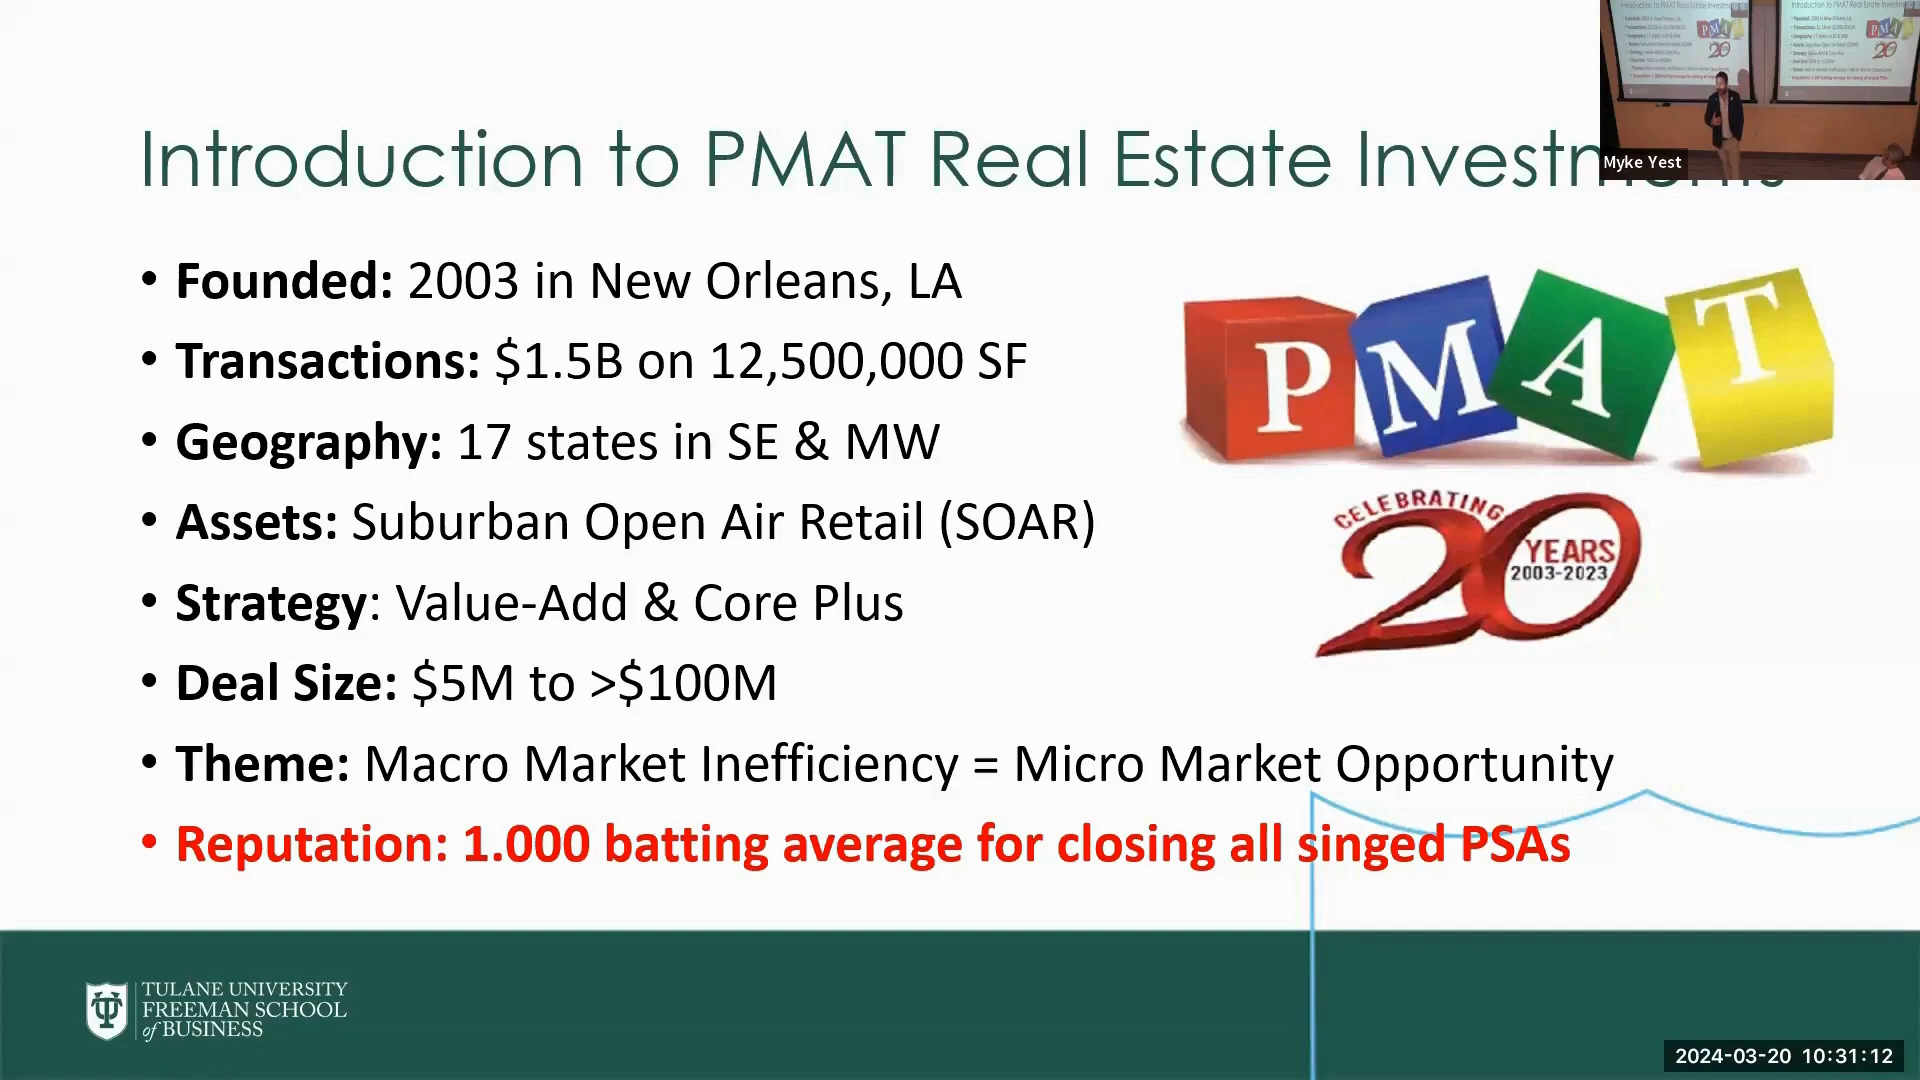 Introduction to PMAT Real Estate Investments
Myke Yest
• Founded: 2003 in New Orleans, LA
• Transactions: $1.5B on 12,500,000 SF
• Geography: 17 states in SE & MW
• Assets: Suburban Open Air Retail (SOAR)
• Strategy: Value-Add & Core Plus
• Deal Size: $5M to >$100M
• Theme: Macro Market Inefficiency = Micro Market Opportunity
• Reputation: 1.000 batting average for closing all singed PSAs
PMAT
CELEBRATING
20
YEARS
2003-2023
TULANE UNIVERSITY
FREEMAN SCHOOL
of BUSINESS
2024-03-20 10:31:12